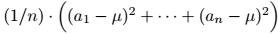 (1/n) · ((a₁ − μ)² + ⋯ + (aₙ − μ)²)